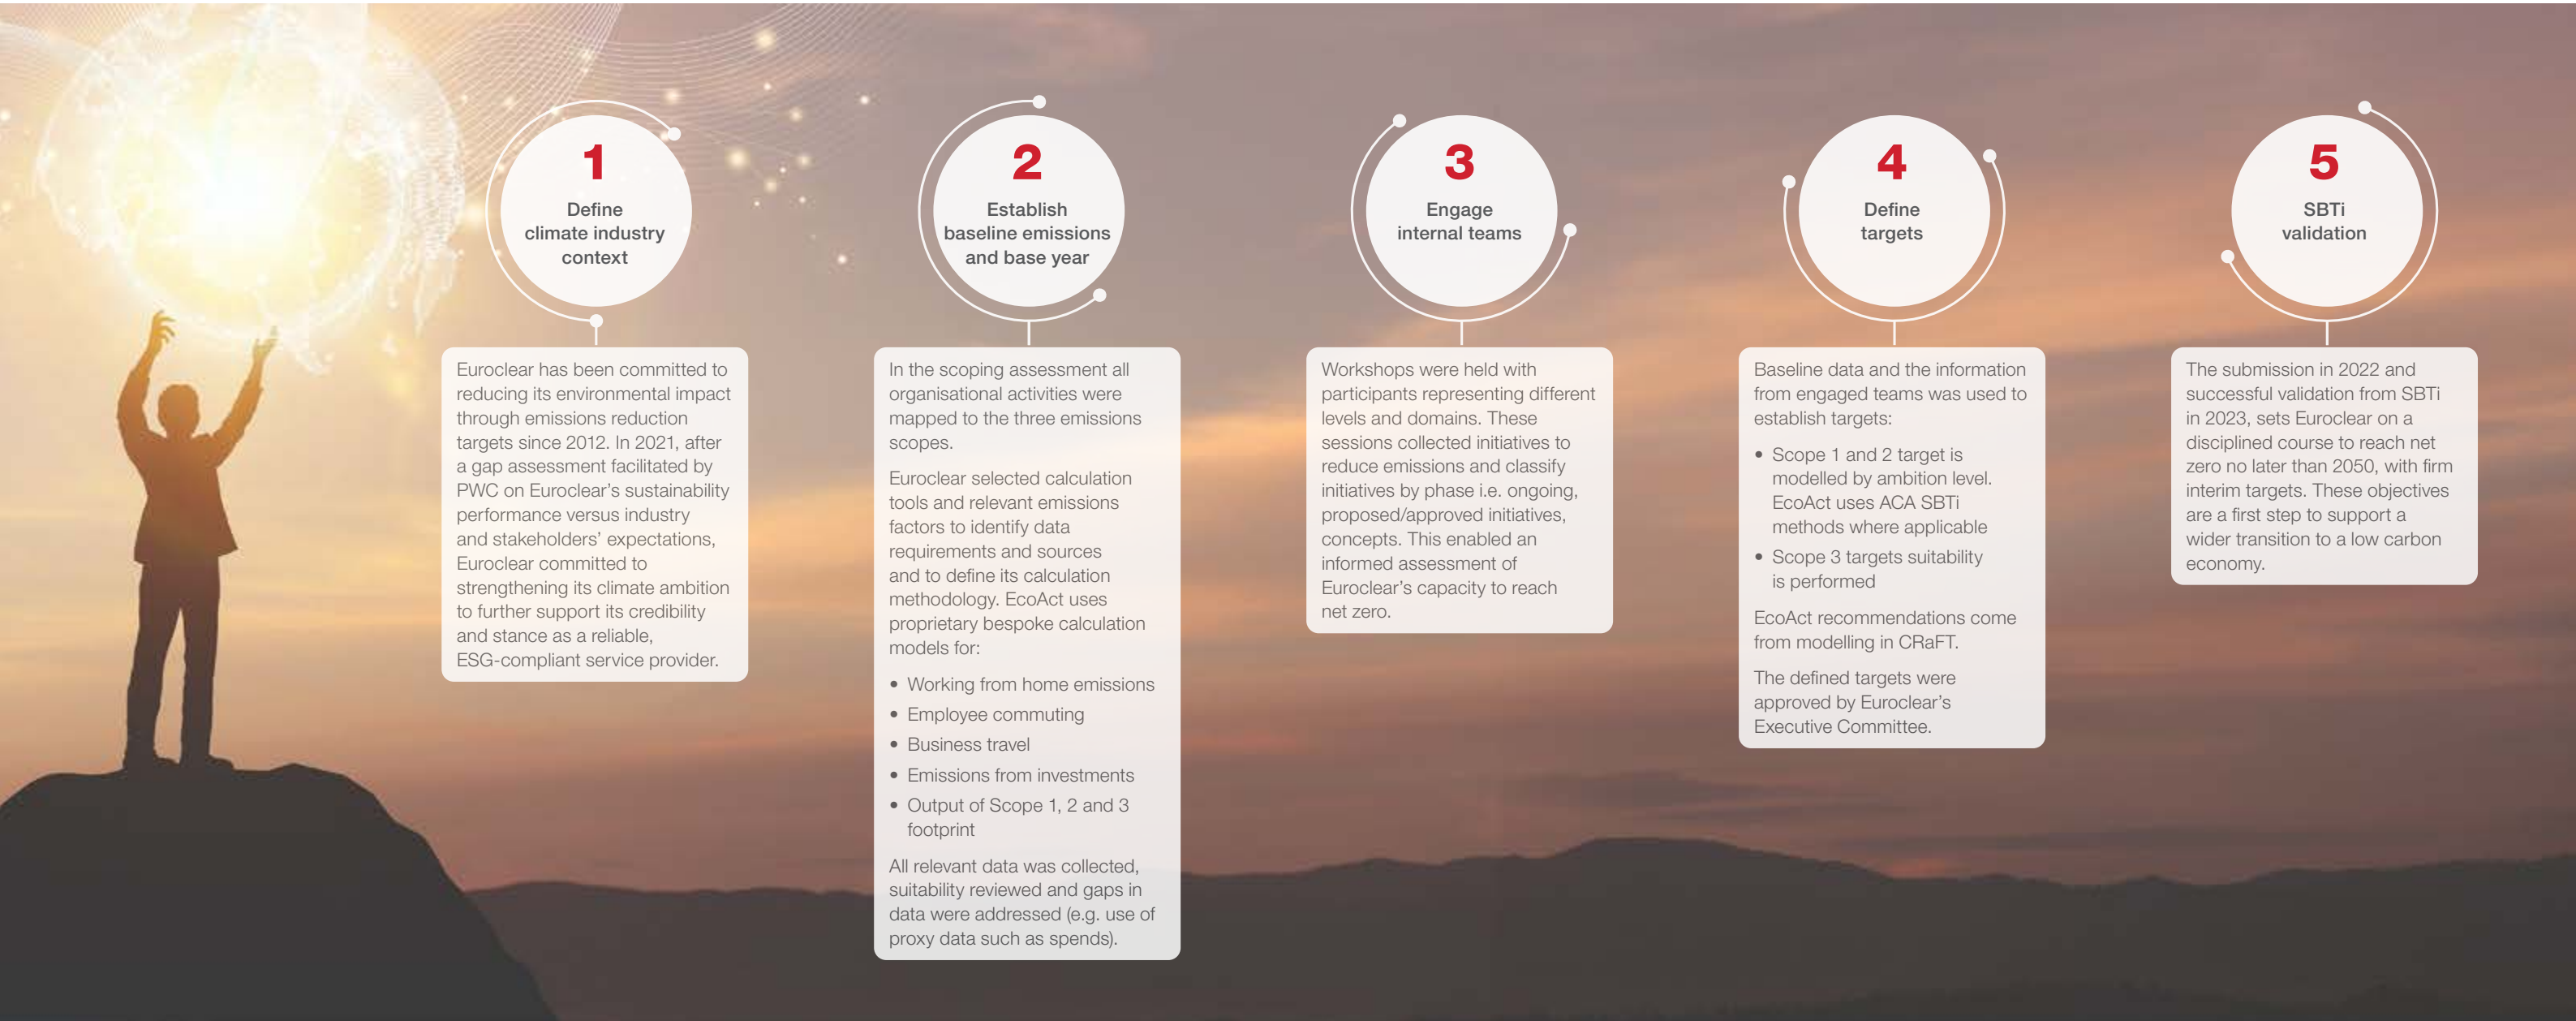 1
Define
climate industry
context
Euroclear has been committed to
reducing its environmental impact
through emissions reduction
targets since 2012. In 2021, after
a gap assessment facilitated by
PWC on Euroclear's sustainability
performance versus industry
and stakeholders' expectations,
Euroclear committed to
strengthening its climate ambition
to further support its credibility
and stance as a reliable,
ESG-compliant service provider.
2
Establish
baseline emissions
and base year
In the scoping assessment all
organisational activities were
mapped to the three emissions
scopes.
Euroclear selected calculation
tools and relevant emissions
factors to identify data
requirements and sources
and to define its calculation
methodology. EcoAct uses
proprietary bespoke calculation
models for:
• Working from home emissions
• Employee commuting
• Business travel
• Emissions from investments
• Output of Scope 1, 2 and 3
footprint
All relevant data was collected,
suitability reviewed and gaps in
data were addressed (e.g. use of
proxy data such as spends).
3
Engage
internal teams
Workshops were held with
participants representing different
levels and domains. These
sessions collected initiatives to
reduce emissions and classify
initiatives by phase i.e. ongoing,
proposed/approved initiatives,
concepts. This enabled an
informed assessment of
Euroclear's capacity to reach
net zero.
4
Define
targets
Baseline data and the information
from engaged teams was used to
establish targets:
• Scope 1 and 2 target is
modelled by ambition level.
EcoAct uses ACA SBTi
methods where applicable
• Scope 3 targets suitability
is performed
EcoAct recommendations come
from modelling in CRaFT.
The defined targets were
approved by Euroclear's
Executive Committee.
5
SBTi
validation
The submission in 2022 and
successful validation from SBTi
in 2023, sets Euroclear on a
disciplined course to reach net
zero no later than 2050, with firm
interim targets. These objectives
are a first step to support a
wider transition to a low carbon
economy.